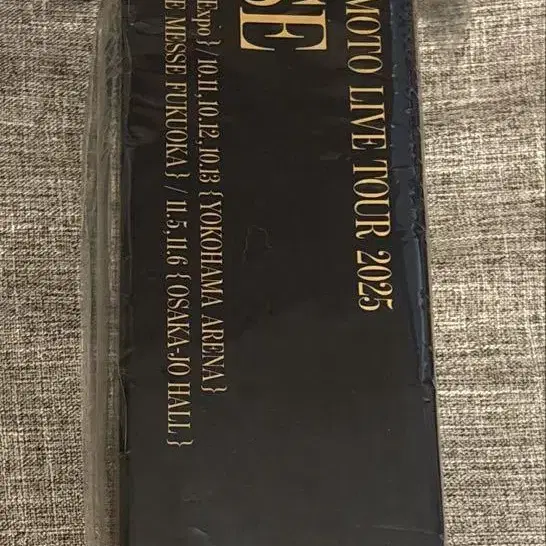 MOTO LIVE TOUR 2025
SE
Expo } / 10.11,10.12,10.13 { YOKOHAMA ARENA }
E MESSE FUKUOKA } / 11.5,11.6 { OSAKA-JO HALL }